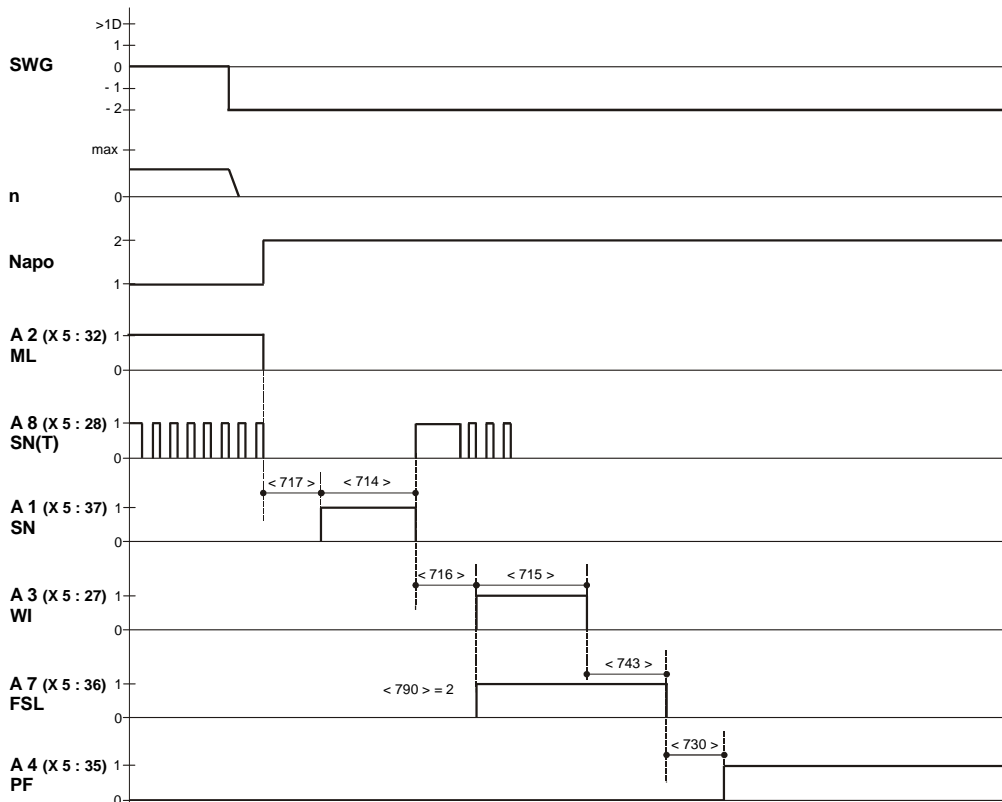 >1D
1
SWG
0
- 1
- 2
max
n
0
2
Napo
1
A 2 (X 5 : 32) 1
ML
0
A 8 (X 5 : 28) 1
SN(T)
0
< 717 > < 714 >
A 1 (X 5 : 37) 1
SN
0
< 716 > < 715 >
A 3 (X 5 : 27) 1
WI
0
< 743 >
A 7 (X 5 : 36) 1
FSL
< 790 > = 2
0
< 730 >
A 4 (X 5 : 35) 1
PF
0